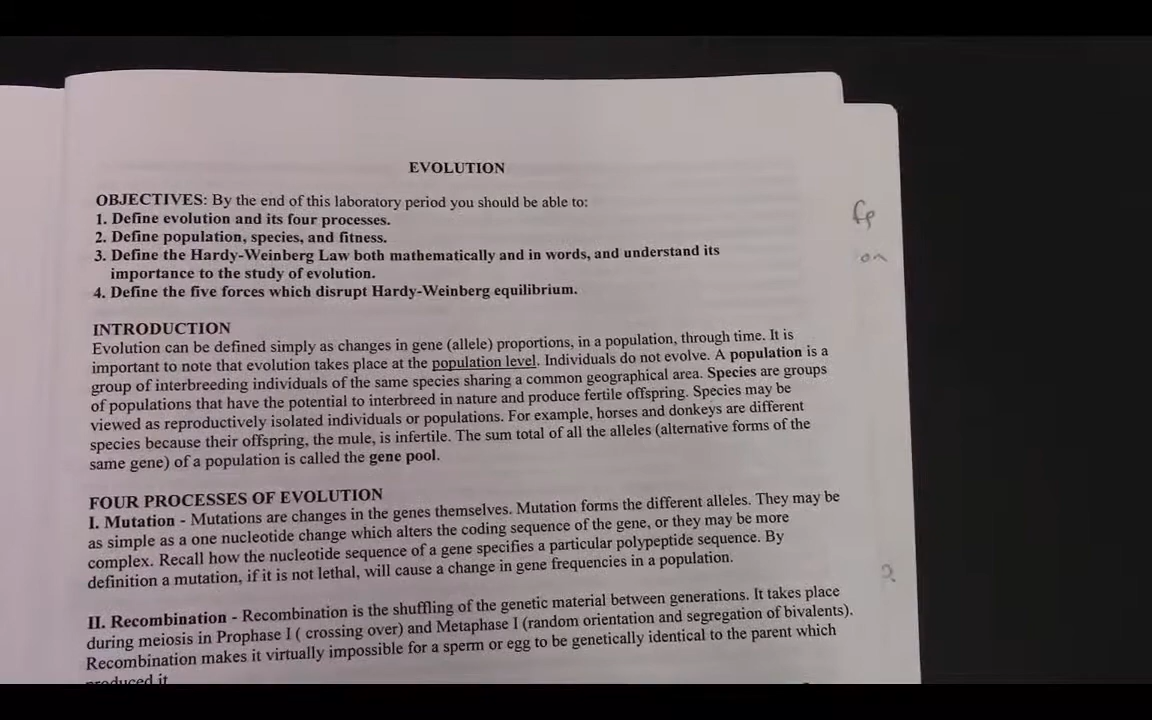 EVOLUTION
OBJECTIVES: By the end of this laboratory period you should be able to:
1. Define evolution and its four processes.
2. Define population, species, and fitness.
3. Define the Hardy-Weinberg Law both mathematically and in words, and understand its
importance to the study of evolution.
4. Define the five forces which disrupt Hardy-Weinberg equilibrium.
INTRODUCTION
Evolution can be defined simply as changes in gene (allele) proportions, in a population, through time. It is
important to note that evolution takes place at the population level. Individuals do not evolve. A population is a
group of interbreeding individuals of the same species sharing a common geographical area. Species are groups
of populations that have the potential to interbreed in nature and produce fertile offspring. Species may be
viewed as reproductively isolated individuals or populations. For example, horses and donkeys are different
species because their offspring, the mule, is infertile. The sum total of all the alleles (alternative forms of the
same gene) of a population is called the gene pool.
FOUR PROCESSES OF EVOLUTION
I. Mutation - Mutations are changes in the genes themselves. Mutation forms the different alleles. They may be
as simple as a one nucleotide change which alters the coding sequence of the gene, or they may be more
complex. Recall how the nucleotide sequence of a gene specifies a particular polypeptide sequence. By
definition a mutation, if it is not lethal, will cause a change in gene frequencies in a population.
II. Recombination - Recombination is the shuffling of the genetic material between generations. It takes place
during meiosis in Prophase I ( crossing over) and Metaphase I (random orientation and segregation of bivalents).
Recombination makes it virtually impossible for a sperm or egg to be genetically identical to the parent which
produced it